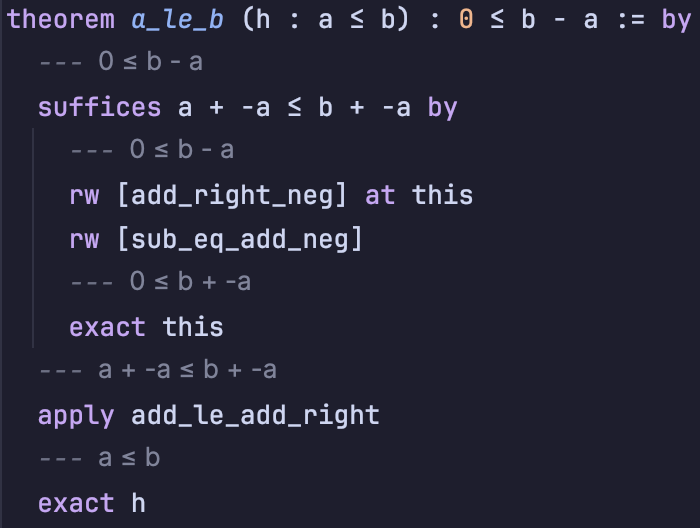 theorem a_le_b (h : a ≤ b) : 0 ≤ b - a := by
--- 0 ≤ b - a
suffices a + -a ≤ b + -a by
--- 0 ≤ b - a
rw [add_right_neg] at this
rw [sub_eq_add_neg]
--- 0 ≤ b + -a
exact this
--- a + -a ≤ b + -a
apply add_le_add_right
--- a ≤ b
exact h